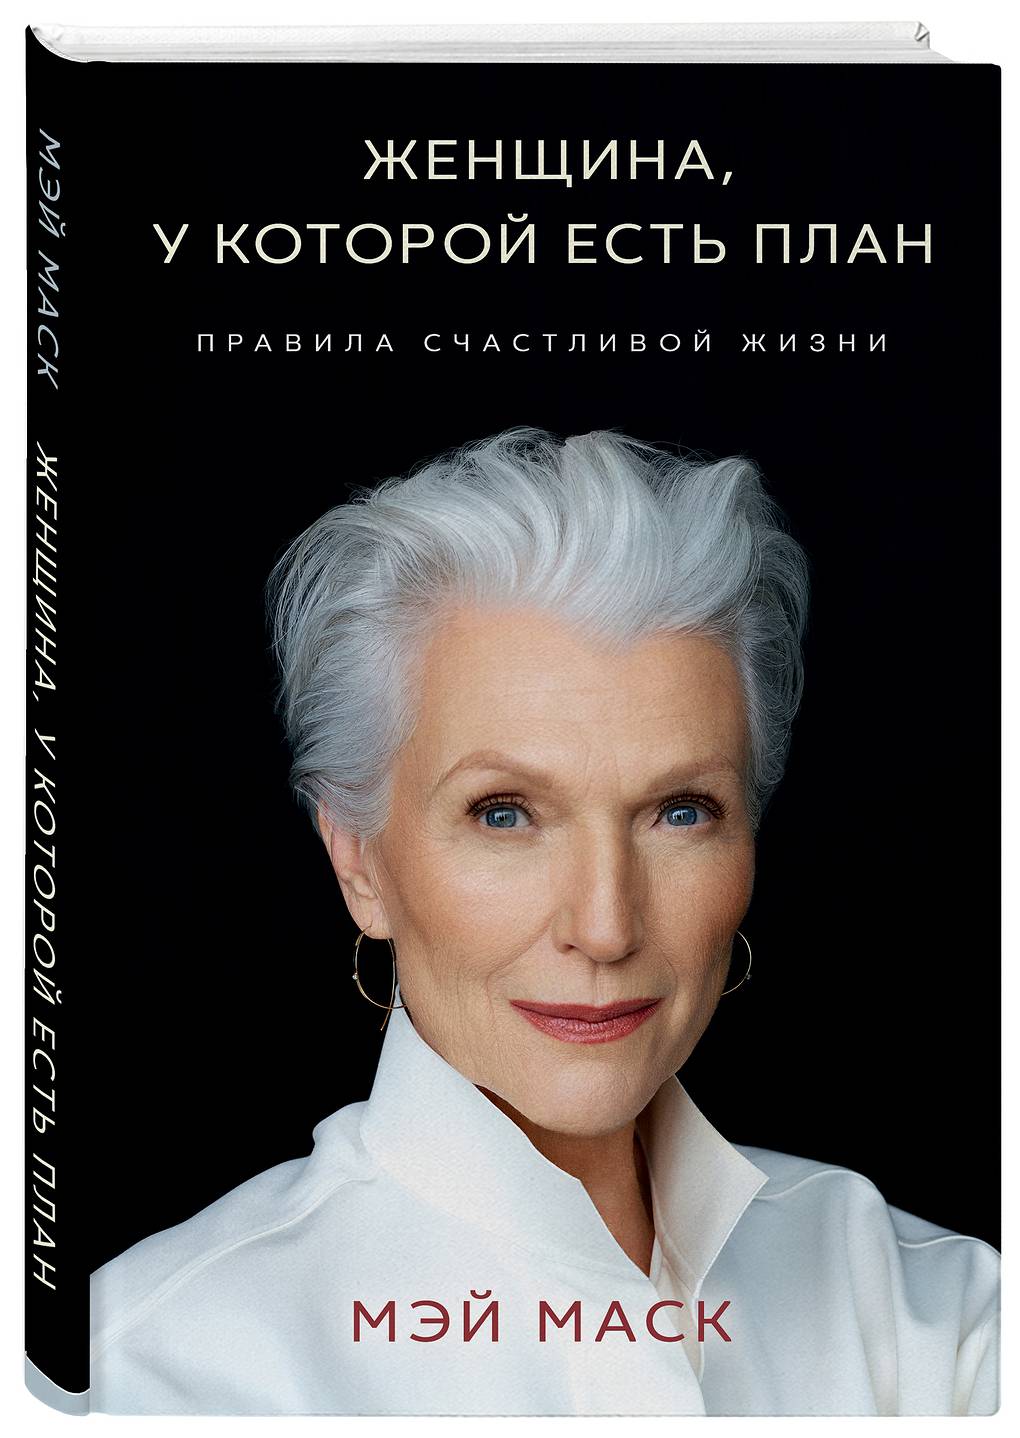 ЖЕНЩИНА,
У КОТОРОЙ ЕСТЬ ПЛАН
ПРАВИЛА СЧАСТЛИВОЙ ЖИЗНИ
МЭЙ МАСК
МЭЙ МАСК ЖЕНЩИНА, У КОТОРОЙ ЕСТЬ ПЛАН